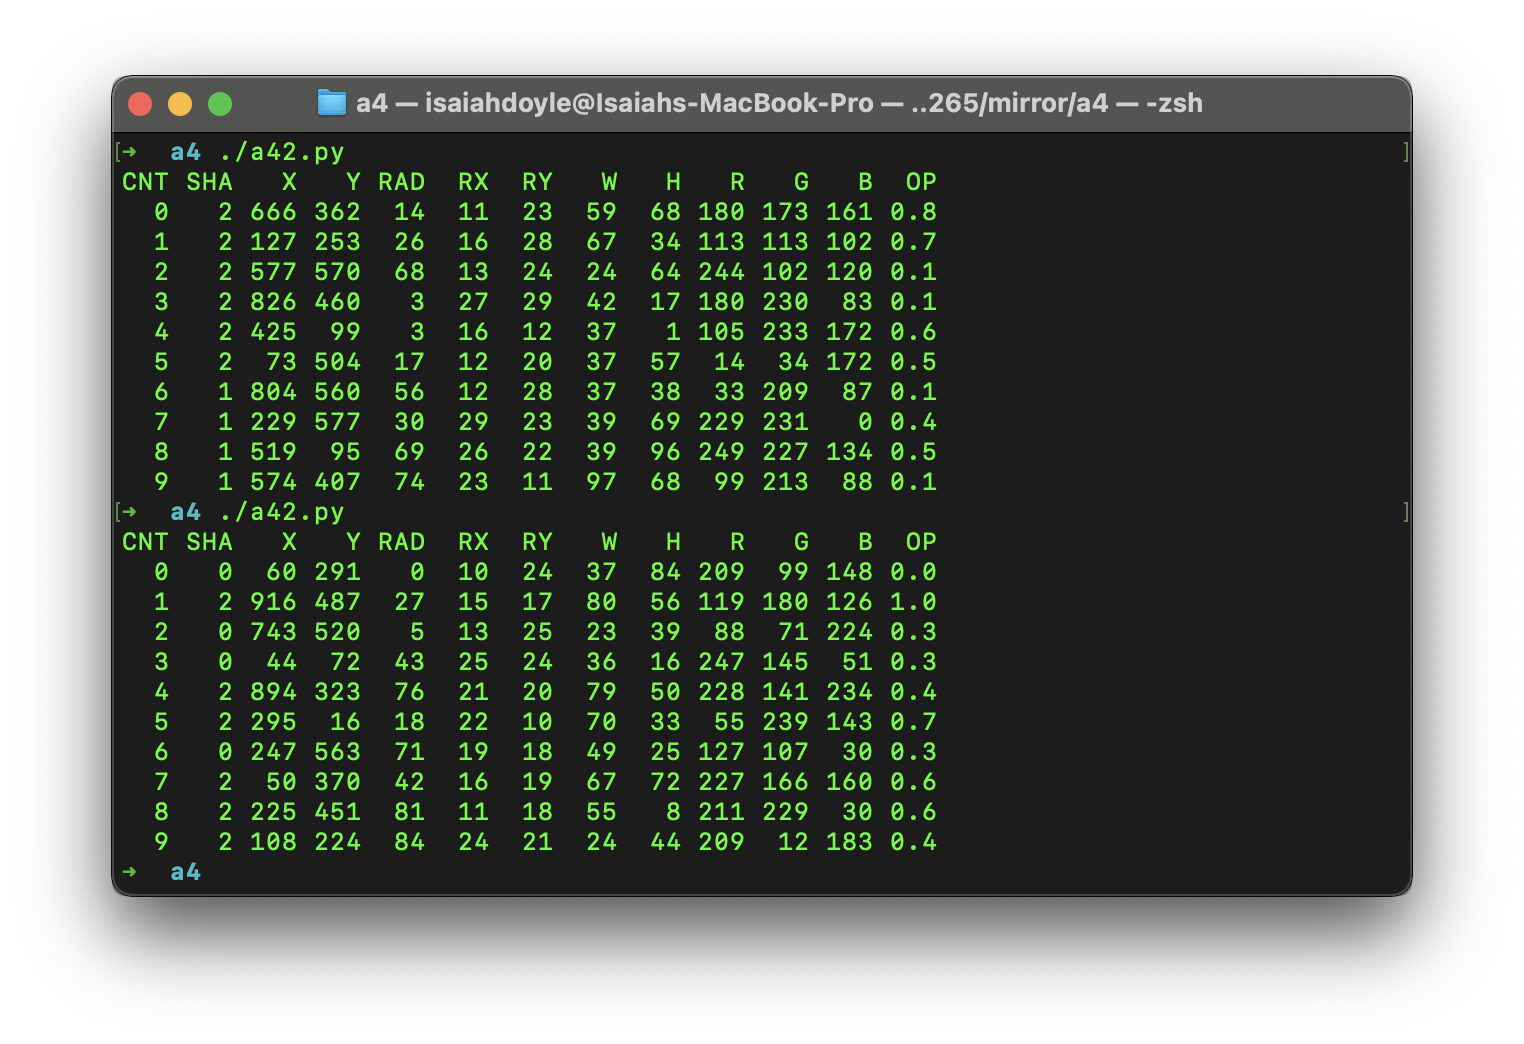 a4 — isaiahdoyle@Isaiahs-MacBook-Pro — ..265/mirror/a4 — -zsh
[➜  a4 ./a42.py ]
CNT SHA   X   Y RAD  RX  RY   W   H   R   G   B  OP
  0   2 666 362  14  11  23  59  68 180 173 161 0.8
  1   2 127 253  26  16  28  67  34 113 113 102 0.7
  2   2 577 570  68  13  24  24  64 244 102 120 0.1
  3   2 826 460   3  27  29  42  17 180 230  83 0.1
  4   2 425  99   3  16  12  37   1 105 233 172 0.6
  5   2  73 504  17  12  20  37  57  14  34 172 0.5
  6   1 804 560  56  12  28  37  38  33 209  87 0.1
  7   1 229 577  30  29  23  39  69 229 231   0 0.4
  8   1 519  95  69  26  22  39  96 249 227 134 0.5
  9   1 574 407  74  23  11  97  68  99 213  88 0.1
[➜  a4 ./a42.py ]
CNT SHA   X   Y RAD  RX  RY   W   H   R   G   B  OP
  0   0  60 291   0  10  24  37  84 209  99 148 0.0
  1   2 916 487  27  15  17  80  56 119 180 126 1.0
  2   0 743 520   5  13  25  23  39  88  71 224 0.3
  3   0  44  72  43  25  24  36  16 247 145  51 0.3
  4   2 894 323  76  21  20  79  50 228 141 234 0.4
  5   2 295  16  18  22  10  70  33  55 239 143 0.7
  6   0 247 563  71  19  18  49  25 127 107  30 0.3
  7   2  50 370  42  16  19  67  72 227 166 160 0.6
  8   2 225 451  81  11  18  55   8 211 229  30 0.6
  9   2 108 224  84  24  21  24  44 209  12 183 0.4
➜  a4